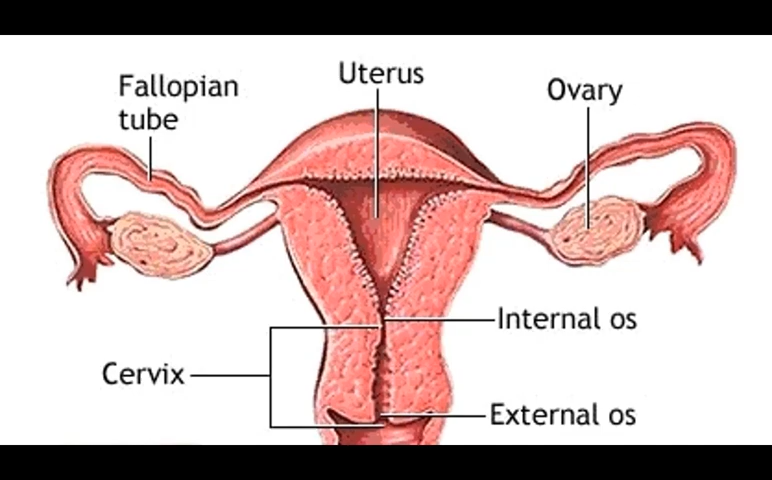 Fallopian
tube
Uterus
Ovary
Internal os
Cervix
External os